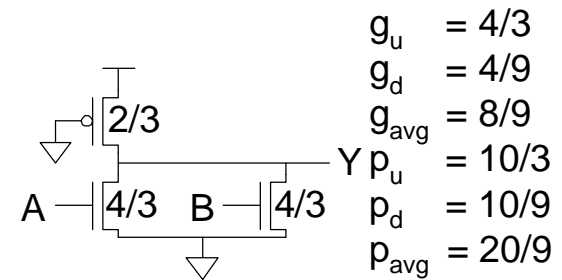 2/3
A 4/3 B 4/3 Y
g_u = 4/3
g_d = 4/9
g_avg = 8/9
p_u = 10/3
p_d = 10/9
p_avg = 20/9